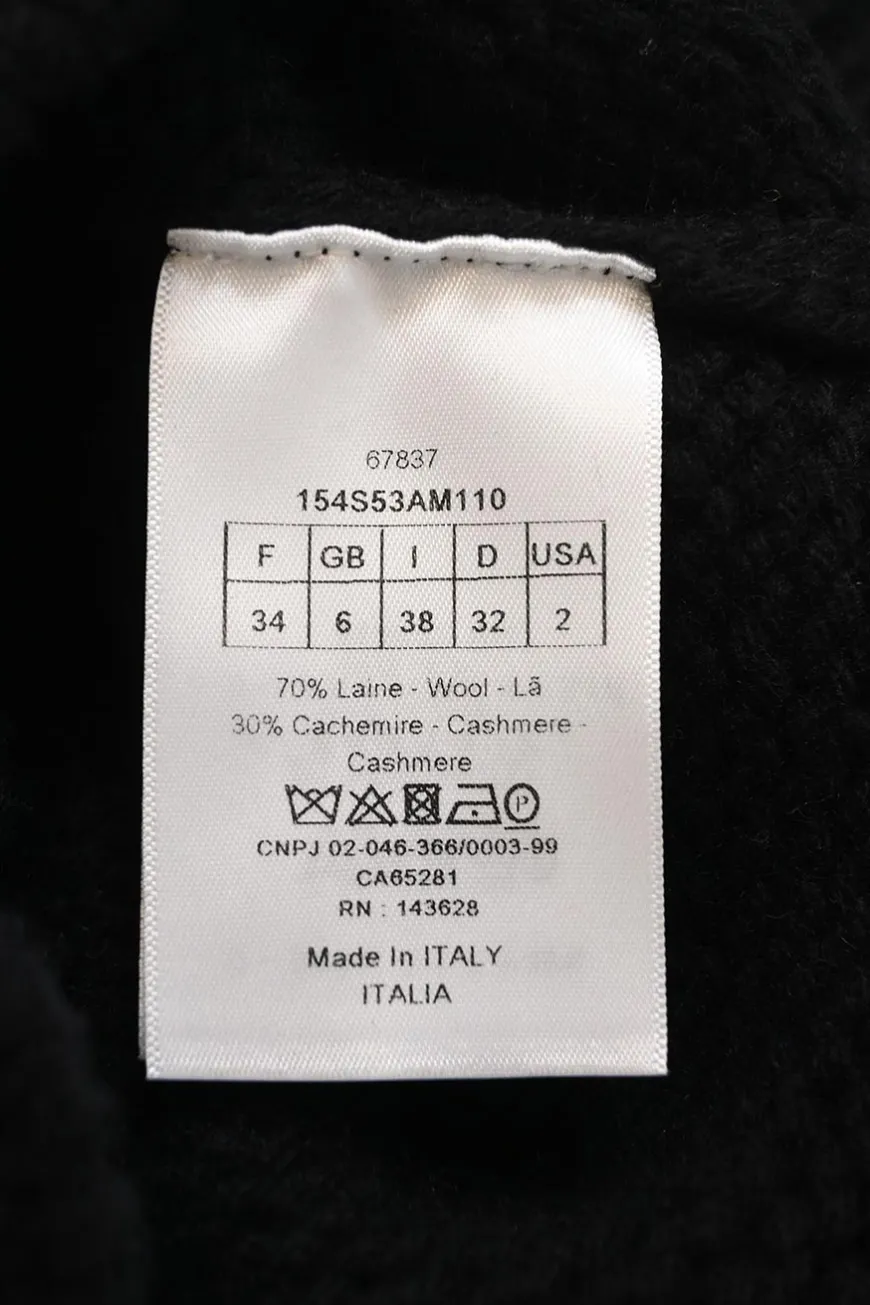 67837
154S53AM110
F GB I D USA
34 6 38 32 2
70% Laine - Wool - Lã
30% Cachemire - Cashmere -
Cashmere
P
CNPJ 02-046-366/0003-99
CA65281
RN : 143628
Made In ITALY
ITALIA